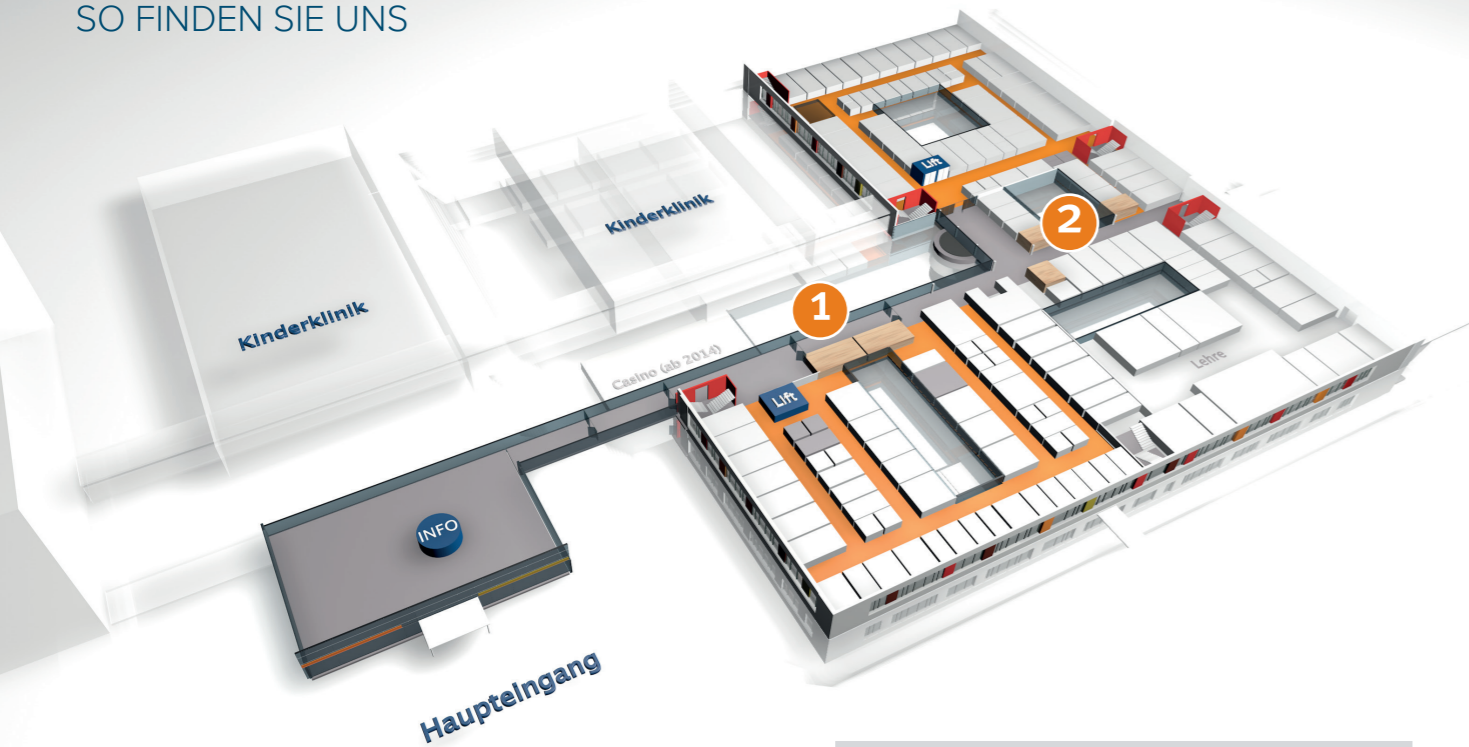 SO FINDEN SIE UNS
Lift
Kinderklinik
2
Kinderklinik
1
Casino (ab 2014)
Lehre
Lift
INFO
Haupteingang